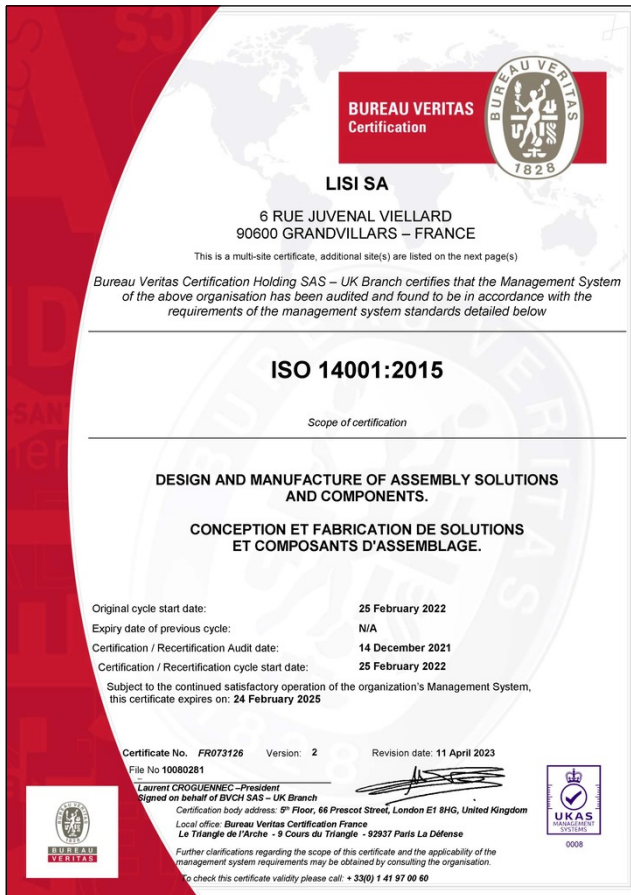 BUREAU VERITAS
Certification
BUREAU VERITAS
1828
LISI SA
6 RUE JUVENAL VIELLARD
90600 GRANDVILLARS – FRANCE
This is a multi-site certificate, additional site(s) are listed on the next page(s)
Bureau Veritas Certification Holding SAS – UK Branch certifies that the Management System
of the above organisation has been audited and found to be in accordance with the
requirements of the management system standards detailed below
ISO 14001:2015
Scope of certification
DESIGN AND MANUFACTURE OF ASSEMBLY SOLUTIONS
AND COMPONENTS.
CONCEPTION ET FABRICATION DE SOLUTIONS
ET COMPOSANTS D'ASSEMBLAGE.
Original cycle start date: 25 February 2022
Expiry date of previous cycle: N/A
Certification / Recertification Audit date: 14 December 2021
Certification / Recertification cycle start date: 25 February 2022
Subject to the continued satisfactory operation of the organization's Management System,
this certificate expires on: 24 February 2025
Certificate No. FR073126 Version: 2 Revision date: 11 April 2023
File No 10080281
Laurent CROGUENNEC –President
Signed on behalf of BVCH SAS – UK Branch
Certification body address: 5th Floor, 66 Prescot Street, London E1 8HG, United Kingdom
Local office: Bureau Veritas Certification France
Le Triangle de l'Arche - 9 Cours du Triangle - 92937 Paris La Défense
Further clarifications regarding the scope of this certificate and the applicability of the
management system requirements may be obtained by consulting the organisation.
To check this certificate validity please call: + 33(0) 1 41 97 00 60
BUREAU
VERITAS
UKAS
MANAGEMENT
SYSTEMS
0008